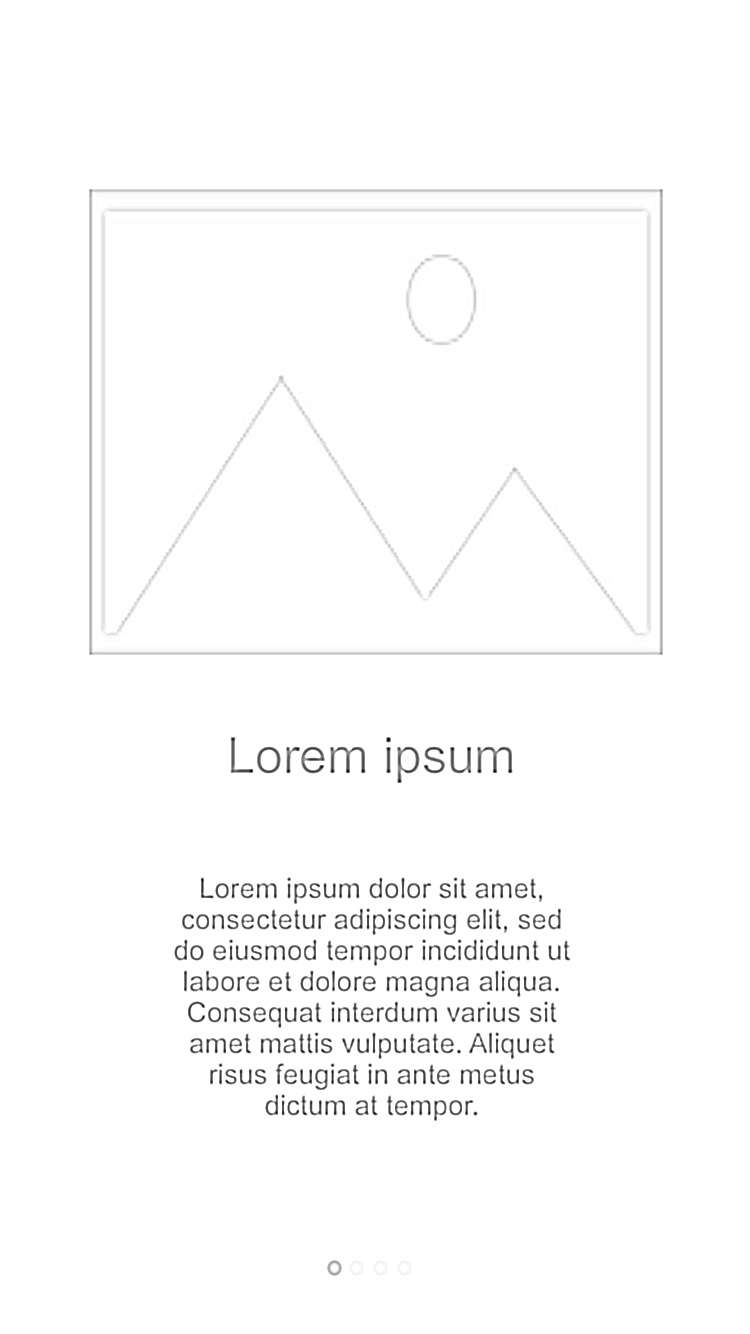 Lorem ipsum
Lorem ipsum dolor sit amet,
consectetur adipiscing elit, sed
do eiusmod tempor incididunt ut
labore et dolore magna aliqua.
Consequat interdum varius sit
amet mattis vulputate. Aliquet
risus feugiat in ante metus
dictum at tempor.